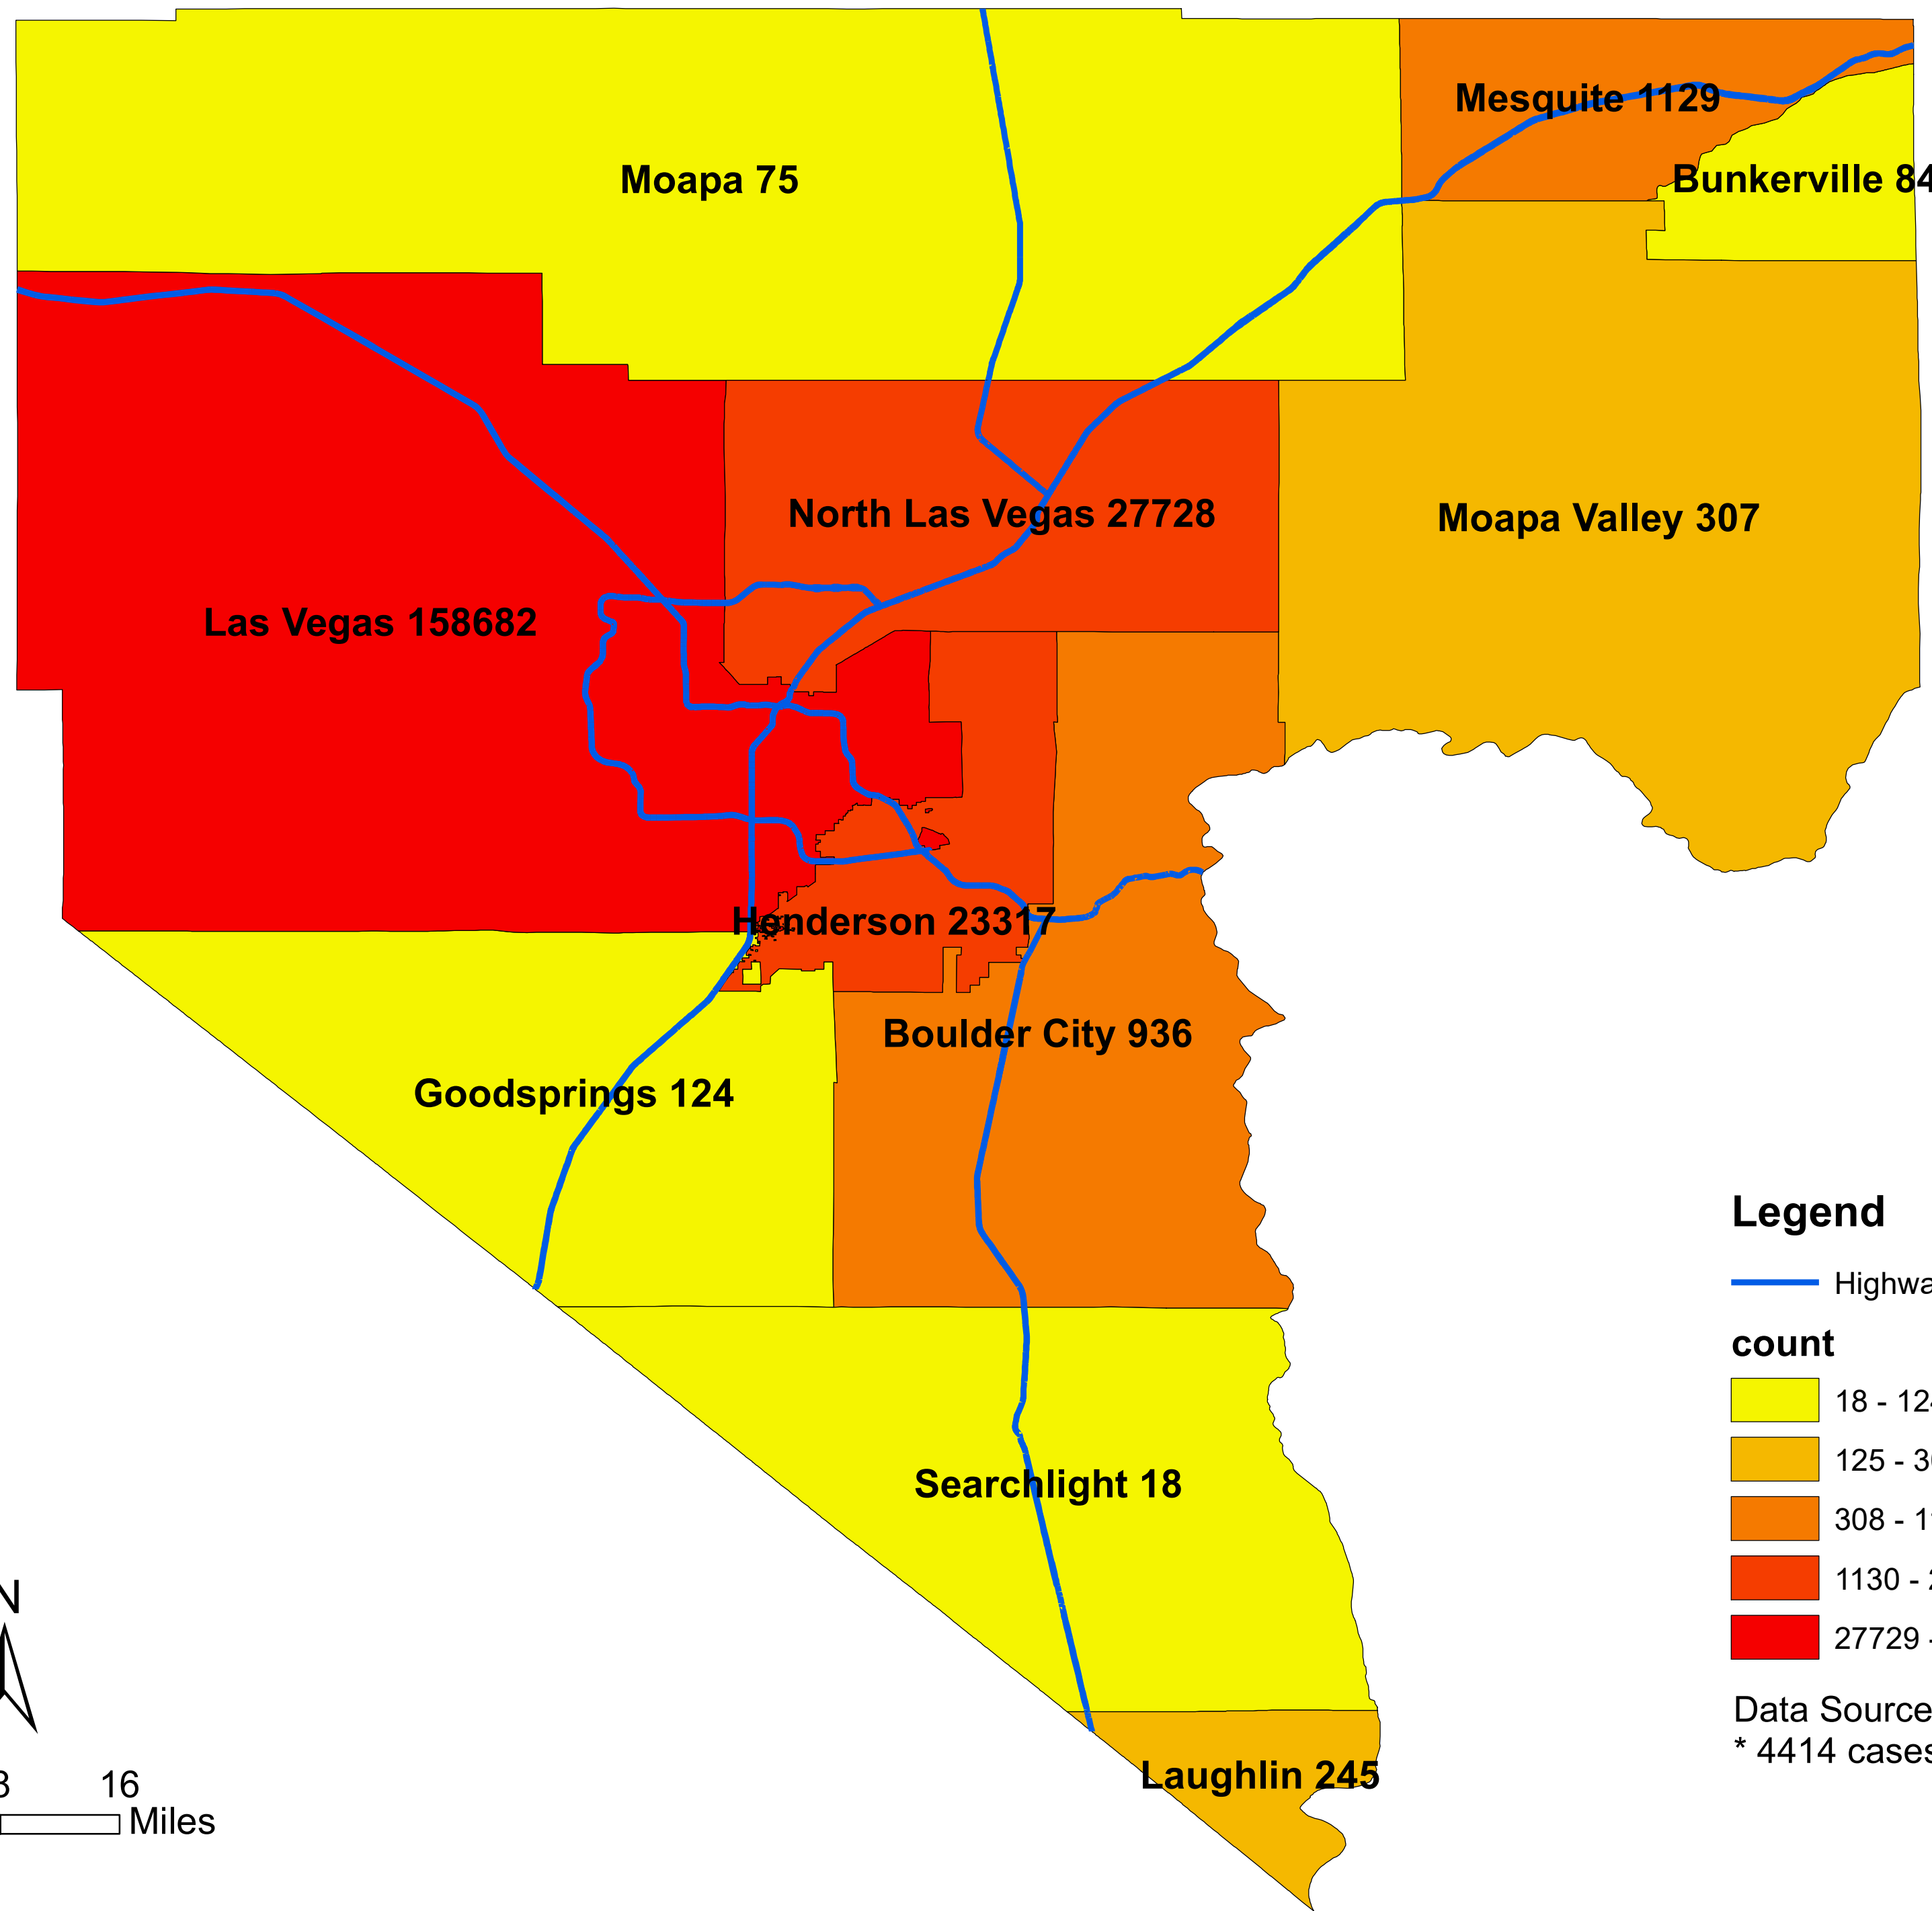 Mesquite 1129
Moapa 75
Bunkerville 84
North Las Vegas 27728
Moapa Valley 307
Las Vegas 158682
Henderson 23317
Boulder City 936
Goodsprings 124
Searchlight 18
Laughlin 245
N
16
Miles
Legend
count
18 - 12
125 - 3
308 - 1
1130 -
27729 -
Data Source
* 4414 cases